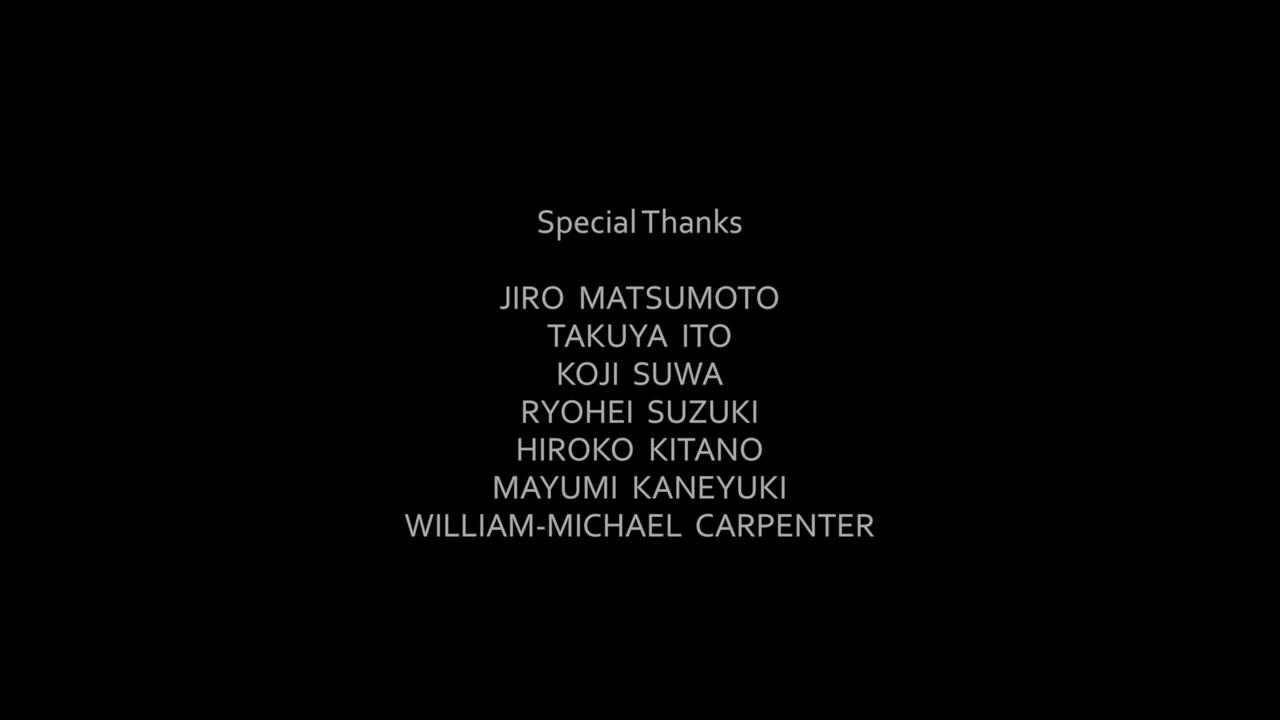 Special Thanks
JIRO MATSUMOTO
TAKUYA ITO
KOJI SUWA
RYOHEI SUZUKI
HIROKO KITANO
MAYUMI KANEYUKI
WILLIAM-MICHAEL CARPENTER